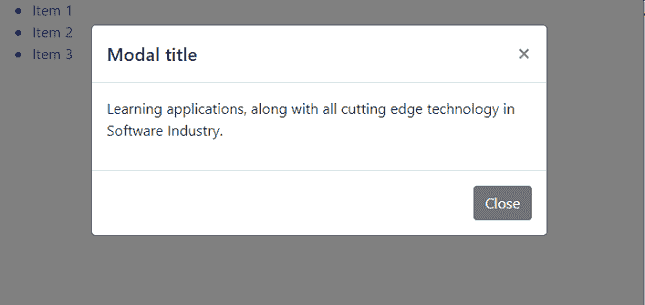 Item 1
Item 2
Item 3
Modal title
×
Learning applications, along with all cutting edge technology in
Software Industry.
Close